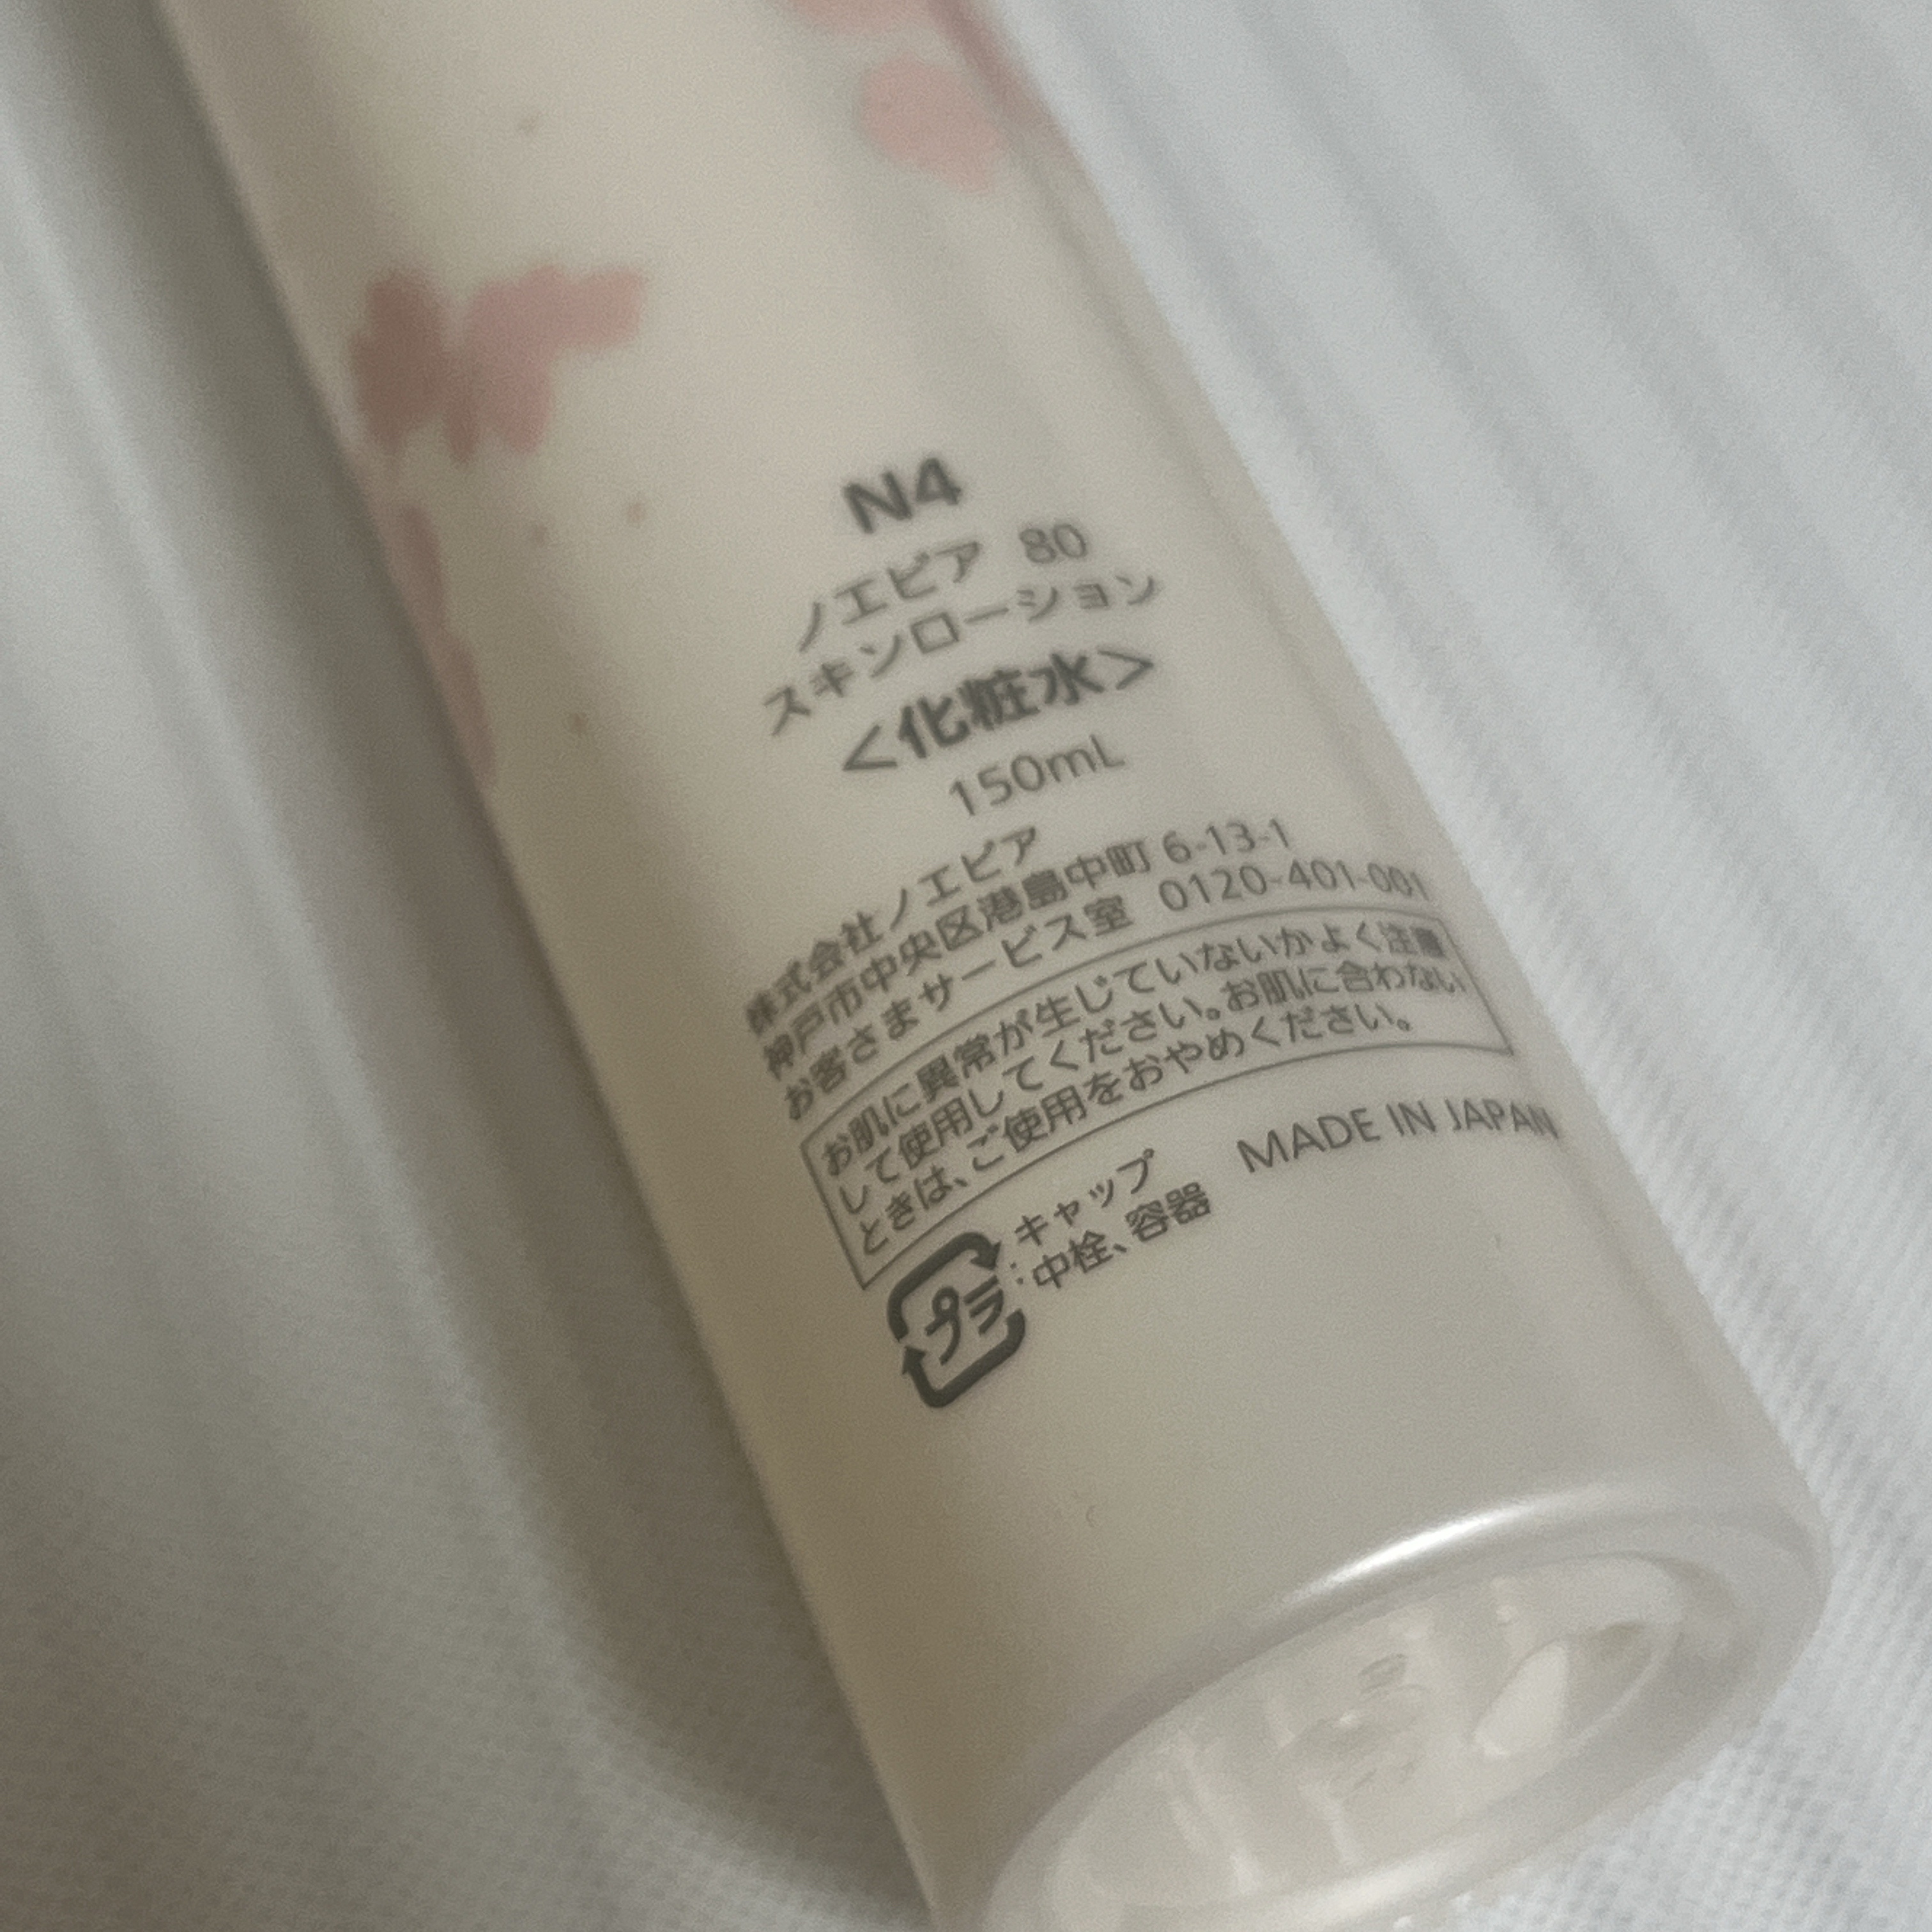 N4
ノエビア 80
スキンローション
<化粧水>
150mL
株式会社ノエビア
神戸市中央区港島中町 6-13-1
お客さまサービス室 0120-401-001
お肌に異常が生じていないかよく注意
して使用してください。お肌に合わない
ときは、ご使用をおやめください。
プラ : キャップ
中栓、容器
MADE IN JAPAN